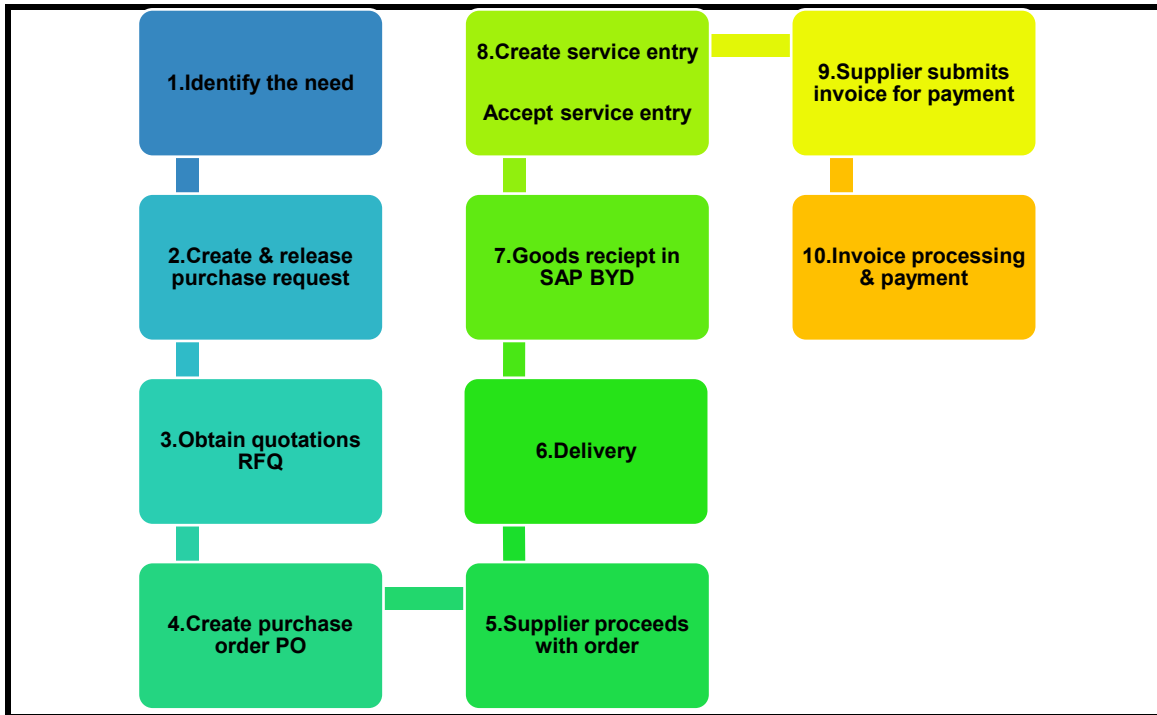 1.Identify the need
2.Create & release
purchase request
3.Obtain quotations
RFQ
4.Create purchase
order PO
5.Supplier proceeds
with order
6.Delivery
7.Goods reciept in
SAP BYD
8.Create service entry
Accept service entry
9.Supplier submits
invoice for payment
10.Invoice processing
& payment